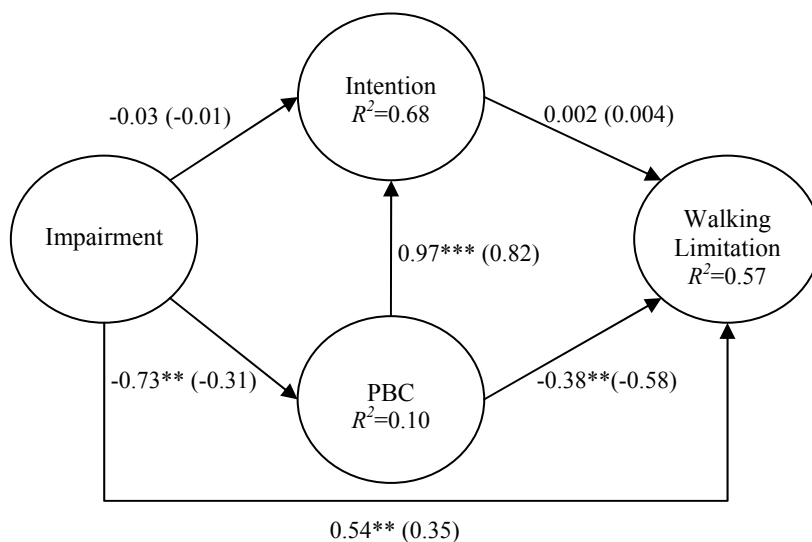 Intention
R²=0.68
-0.03 (-0.01)
0.002 (0.004)
Impairment
Walking
Limitation
R²=0.57
0.97*** (0.82)
-0.73** (-0.31)
PBC
R²=0.10
-0.38**(-0.58)
0.54** (0.35)